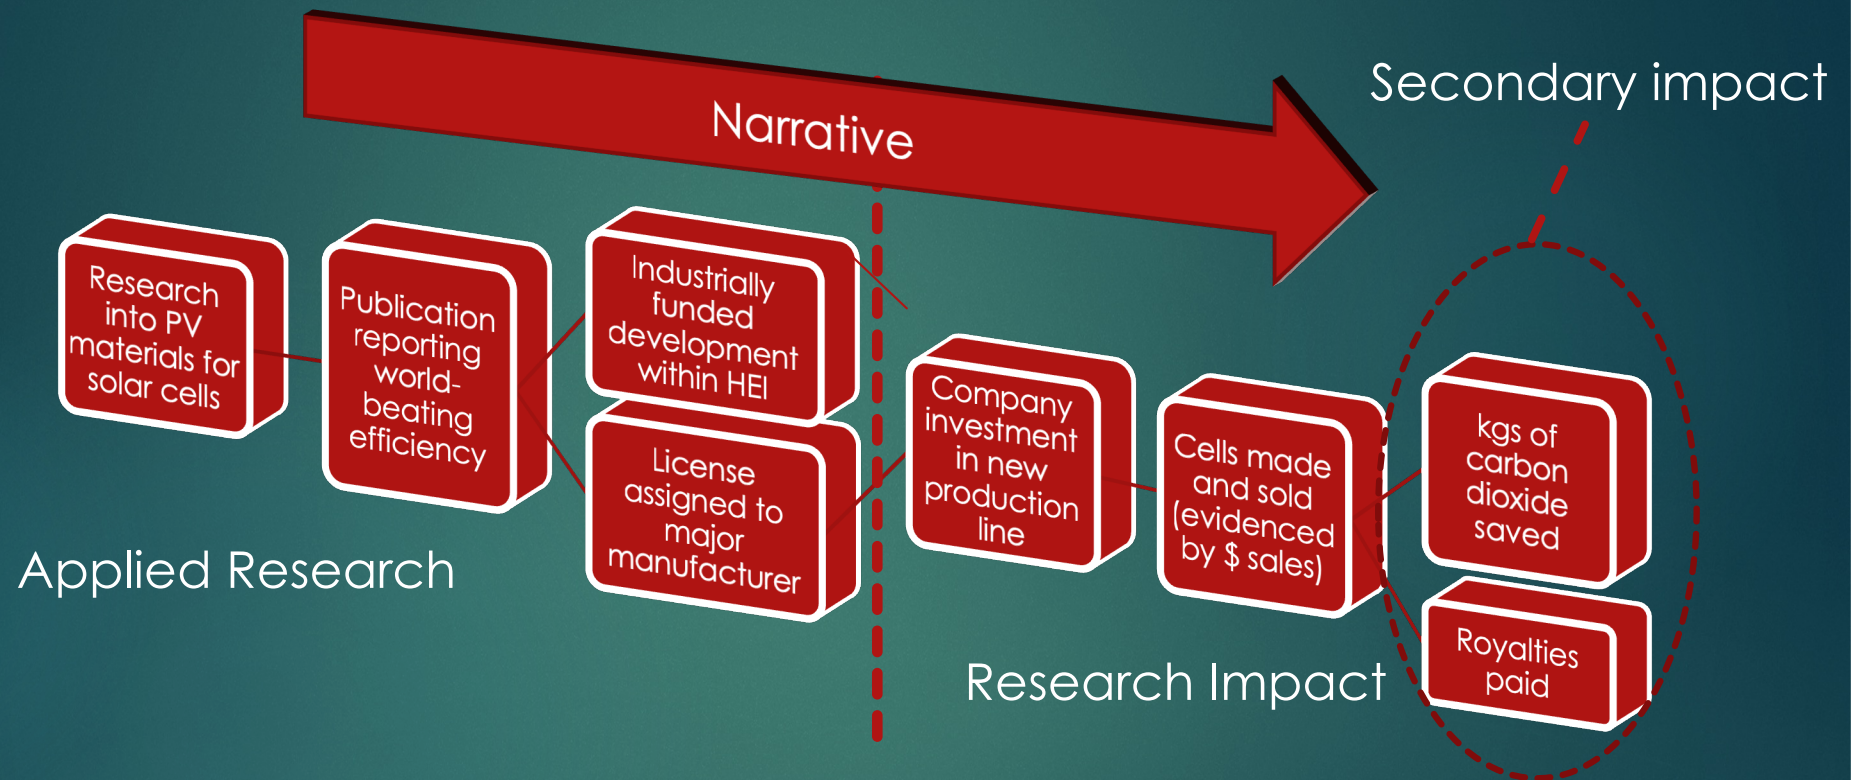 Narrative
Secondary impact
Research
into PV
materials for
solar cells
Publication
reporting
world-
beating
efficiency
Industrially
funded
development
within HEI
License
assigned to
major
manufacturer
Company
investment
in new
production
line
Cells made
and sold
(evidenced
by $ sales)
kgs of
carbon
dioxide
saved
Royalties
paid
Applied Research
Research Impact